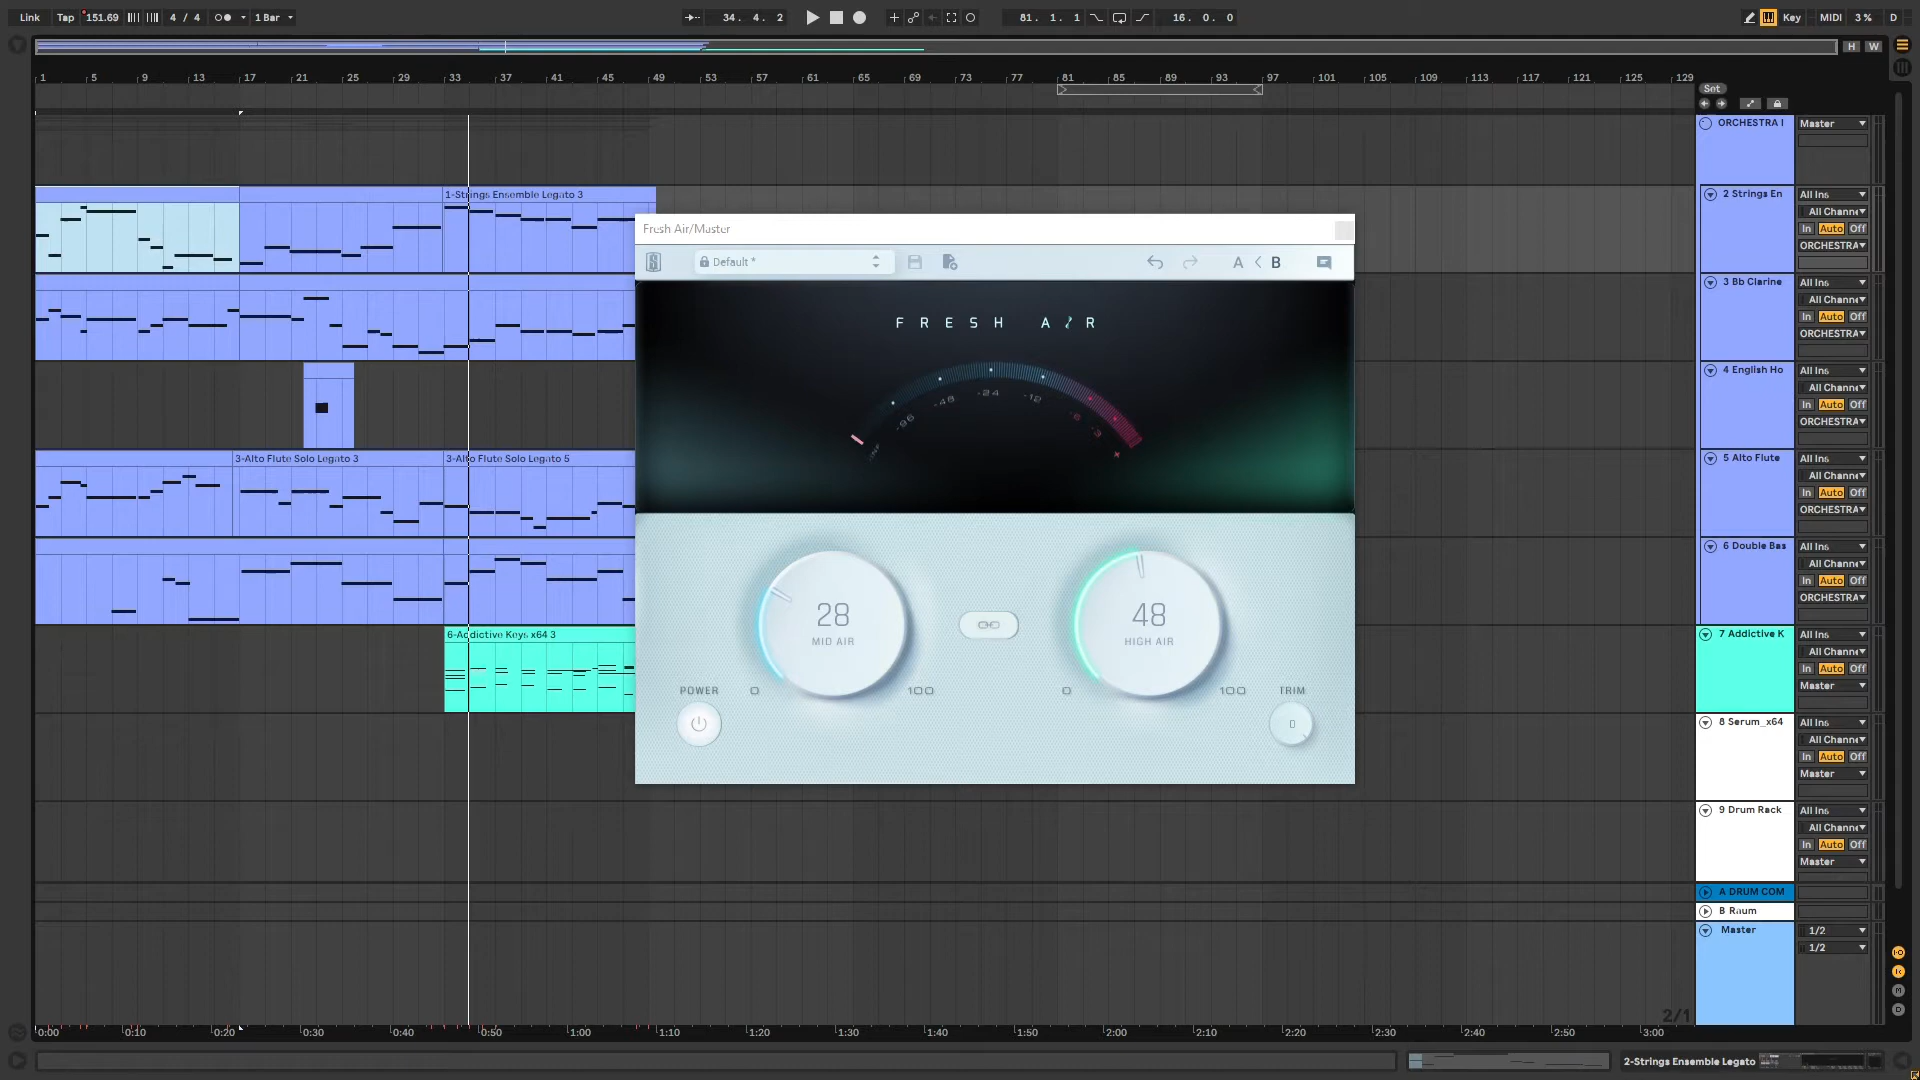 Link Tap 151.69 4 / 4 1 Bar 34. 4. 2 81. 1. 1 16. 0. 0 Key MIDI 3 % D
H W
1 5 9 13 17 21 25 29 33 37 41 45 49 53 57 61 65 69 73 77 81 85 89 93 97 101 105 109 113 117 121 125 129
Set
ORCHESTRA I Master
1-Strings Ensemble Legato 3
2 Strings En All Ins
All Channe
In Auto Off
ORCHESTRA
Fresh Air/Master
Default *
A < B
3 Bb Clarine All Ins
All Channe
In Auto Off
ORCHESTRA
FRESH AIR
-96 -48 -24 -12 -6 -3
4 English Ho All Ins
All Channe
In Auto Off
ORCHESTRA
3-Alto Flute Solo Legato 3
3-Alto Flute Solo Legato 5
5 Alto Flute All Ins
All Channe
In Auto Off
ORCHESTRA
6 Double Bas All Ins
All Channe
In Auto Off
ORCHESTRA
28
MID AIR
48
HIGH AIR
6-Addictive Keys x64 3
7 Addictive K All Ins
All Channe
In Auto Off
Master
POWER 0 100 0 100 TRIM
0
8 Serum_x64 All Ins
All Channe
In Auto Off
Master
9 Drum Rack All Ins
All Channe
In Auto Off
Master
A DRUM COM
B Raum
Master 1/2
1/2
I·O
R
M
D
2/1
0:00 0:10 0:20 0:30 0:40 0:50 1:00 1:10 1:20 1:30 1:40 1:50 2:00 2:10 2:20 2:30 2:40 2:50 3:00
2-Strings Ensemble Legato